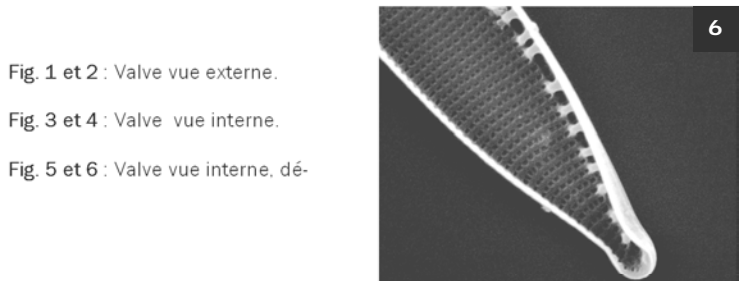 Fig. 1 et 2 : Valve vue externe.
Fig. 3 et 4 : Valve vue interne.
Fig. 5 et 6 : Valve vue interne, dé-
6